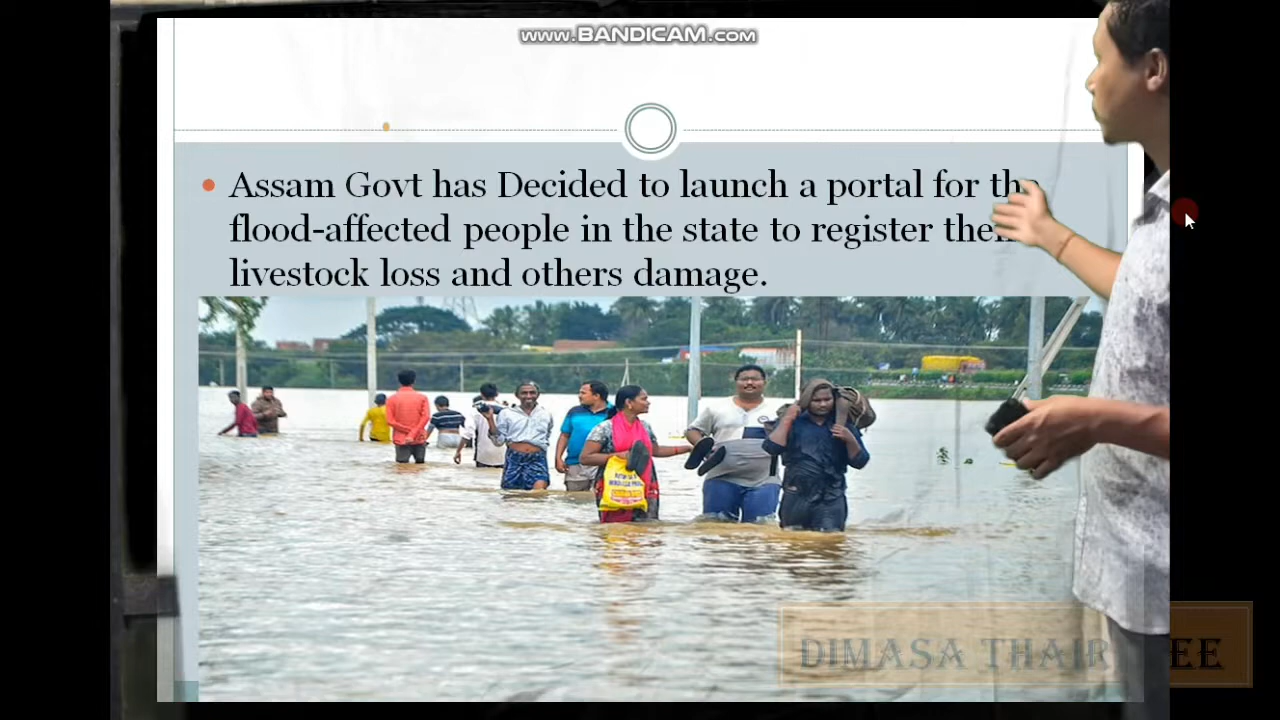 www.BANDICAM.com
Assam Govt has Decided to launch a portal for the
flood-affected people in the state to register their
livestock loss and others damage.
DIMASA THAIR EE